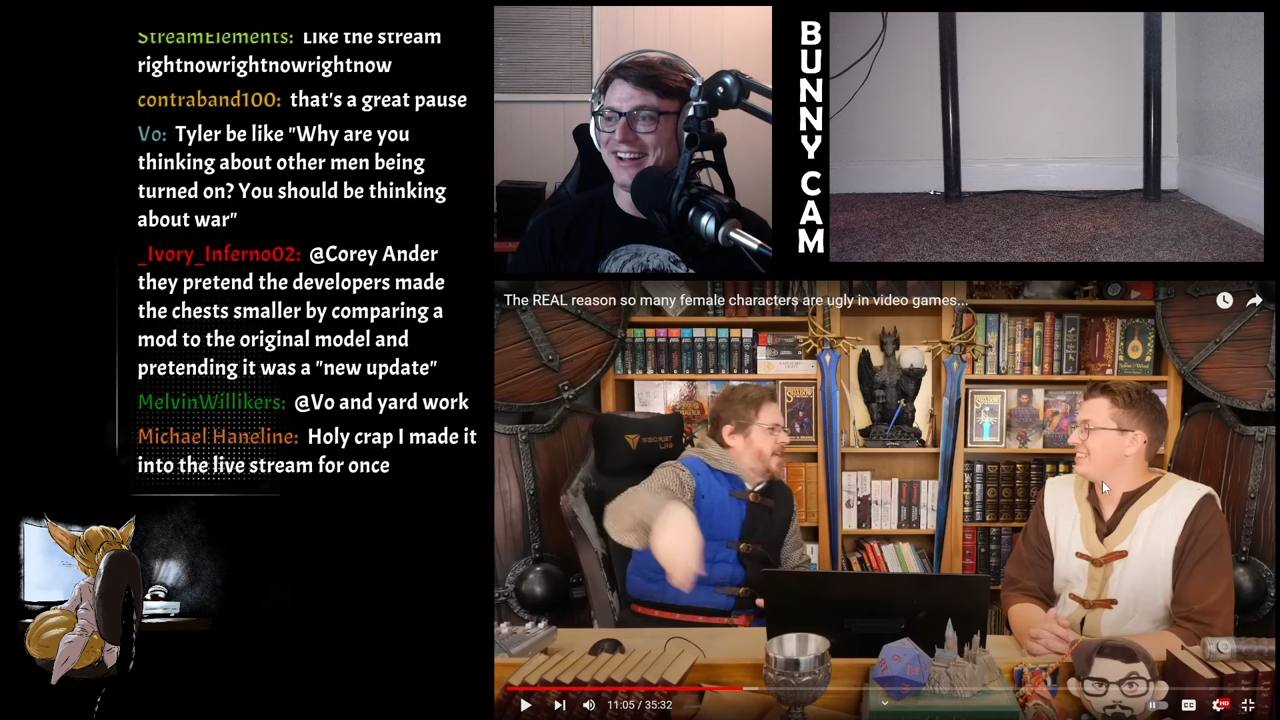 StreamElements: Like the stream
rightnowrightnowrightnow
contraband100: that's a great pause
Vo: Tyler be like "Why are you
thinking about other men being
turned on? You should be thinking
about war"
_Ivory_Inferno02: @Corey Ander
they pretend the developers made
the chests smaller by comparing a
mod to the original model and
pretending it was a "new update"
MelvinWillikers: @Vo and yard work
Michael Haneline: Holy crap I made it
into the live stream for once
BUNNY CAM
The REAL reason so many female characters are ugly in video games...
SECRETLAB
11:05 / 35:32
CC
HD